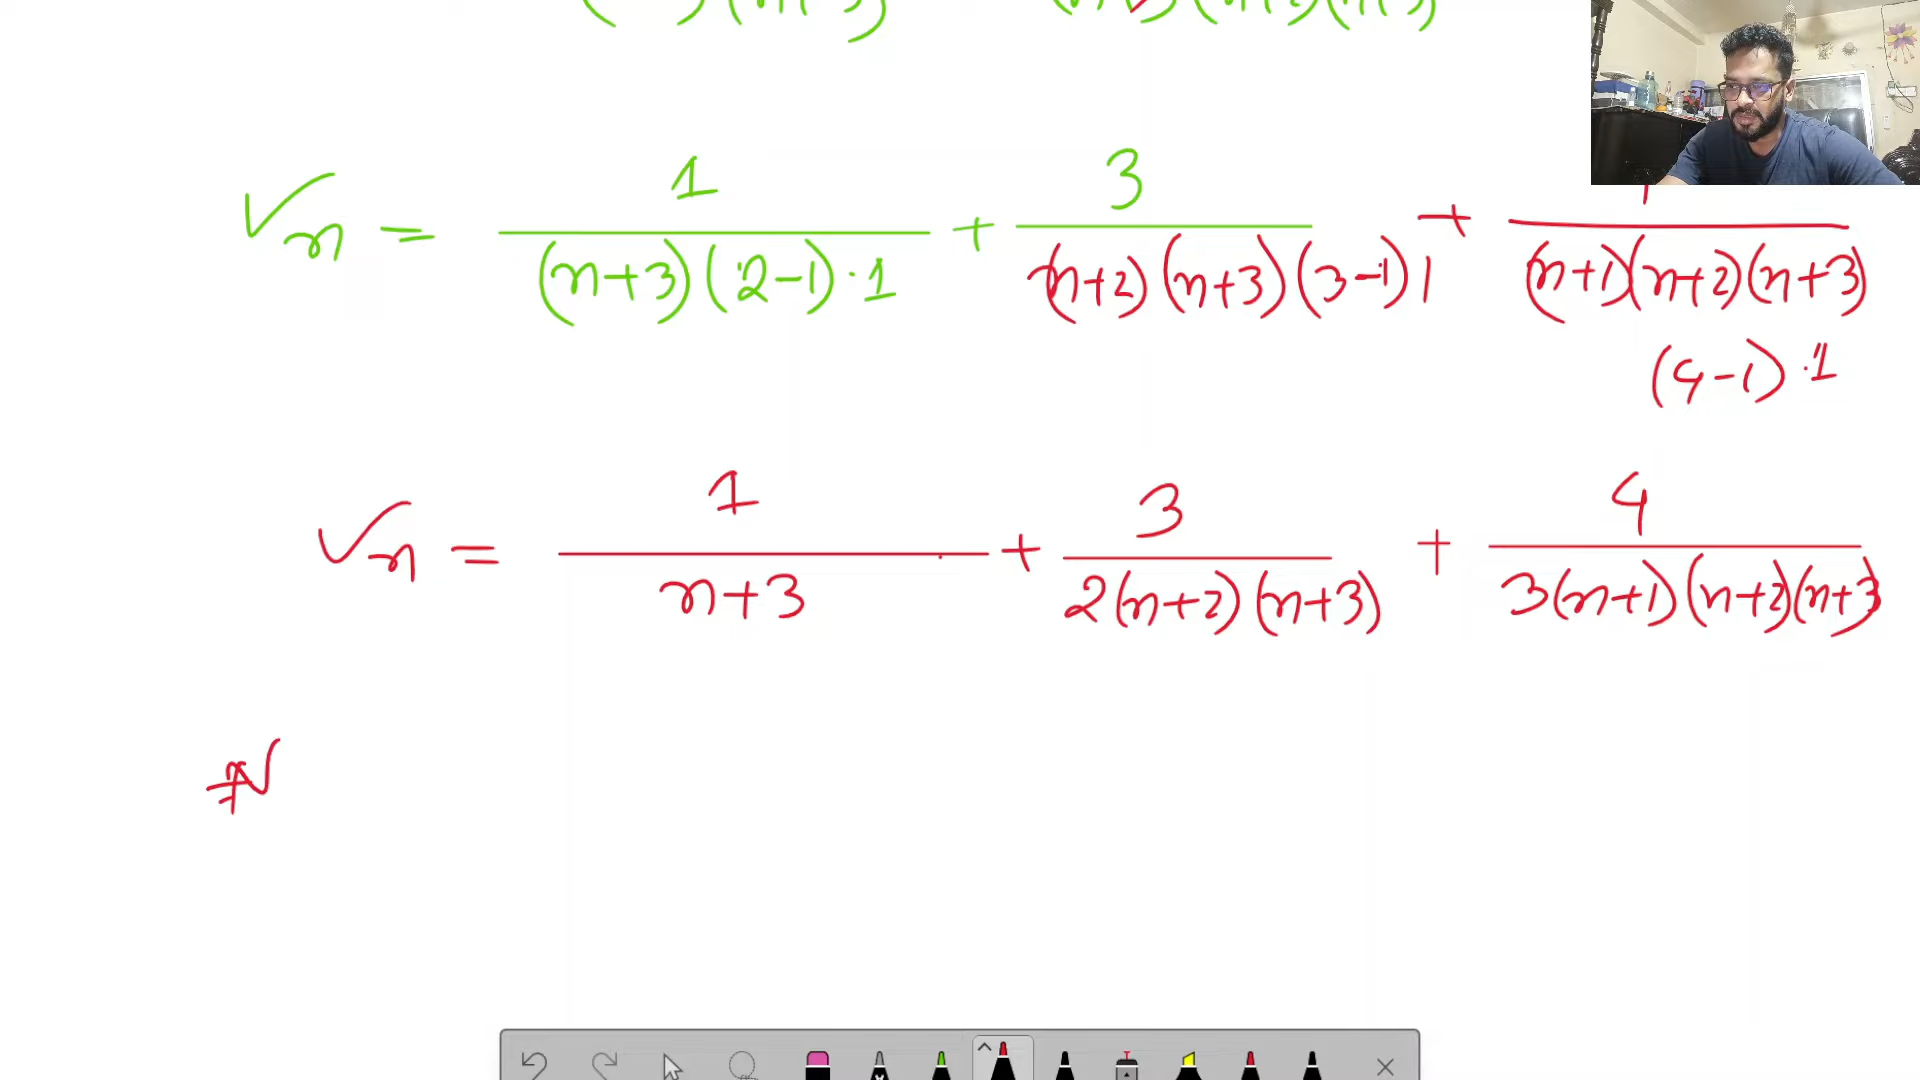 Vn = 1/((n+3)(2-1)·1) + 3/((n+2)(n+3)(3-1)1) + /((n+1)(n+2)(n+3)
(4-1)·1
Vn = 1/(n+3) + 3/(2(n+2)(n+3)) + 4/(3(n+1)(n+2)(n+3